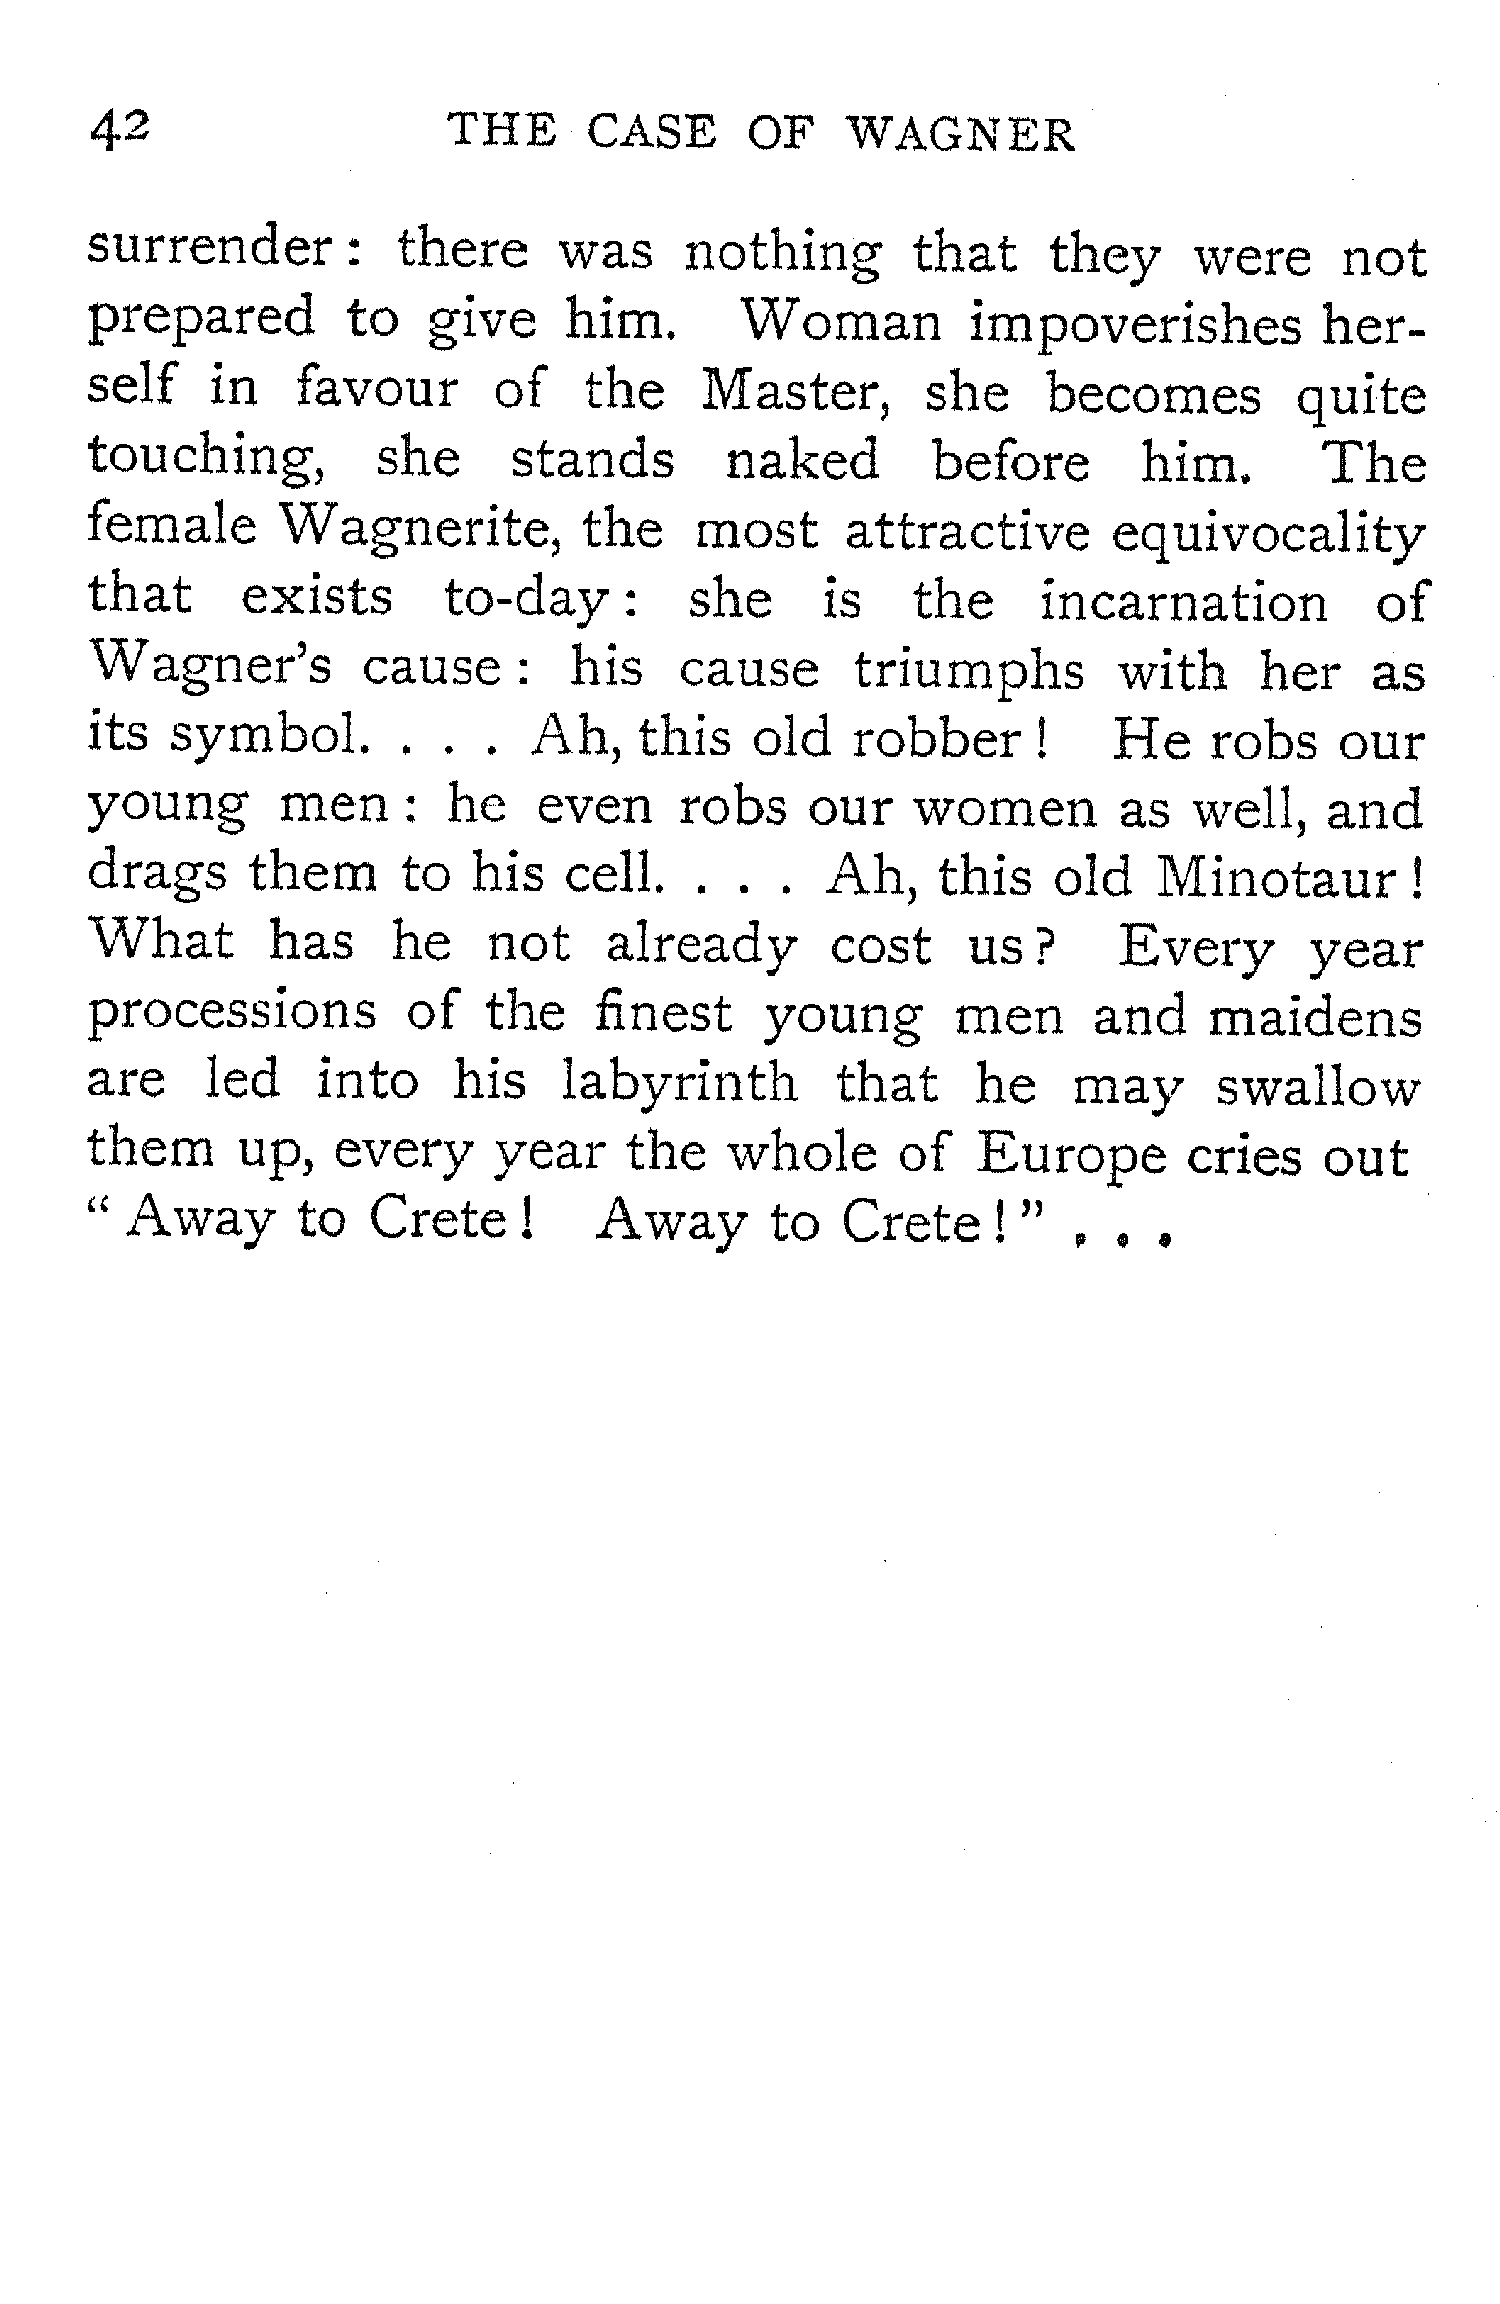 42 THE CASE OF WAGNER
surrender: there was nothing that they were not
prepared to give him. Woman impoverishes her-
self in favour of the Master, she becomes quite
touching, she stands naked before him. The
female Wagnerite, the most attractive equivocality
that exists to-day: she is the incarnation of
Wagner's cause: his cause triumphs with her as
its symbol. . . . Ah, this old robber! He robs our
young men: he even robs our women as well, and
drags them to his cell. . . . Ah, this old Minotaur!
What has he not already cost us? Every year
processions of the finest young men and maidens
are led into his labyrinth that he may swallow
them up, every year the whole of Europe cries out
“Away to Crete! Away to Crete!” . . .